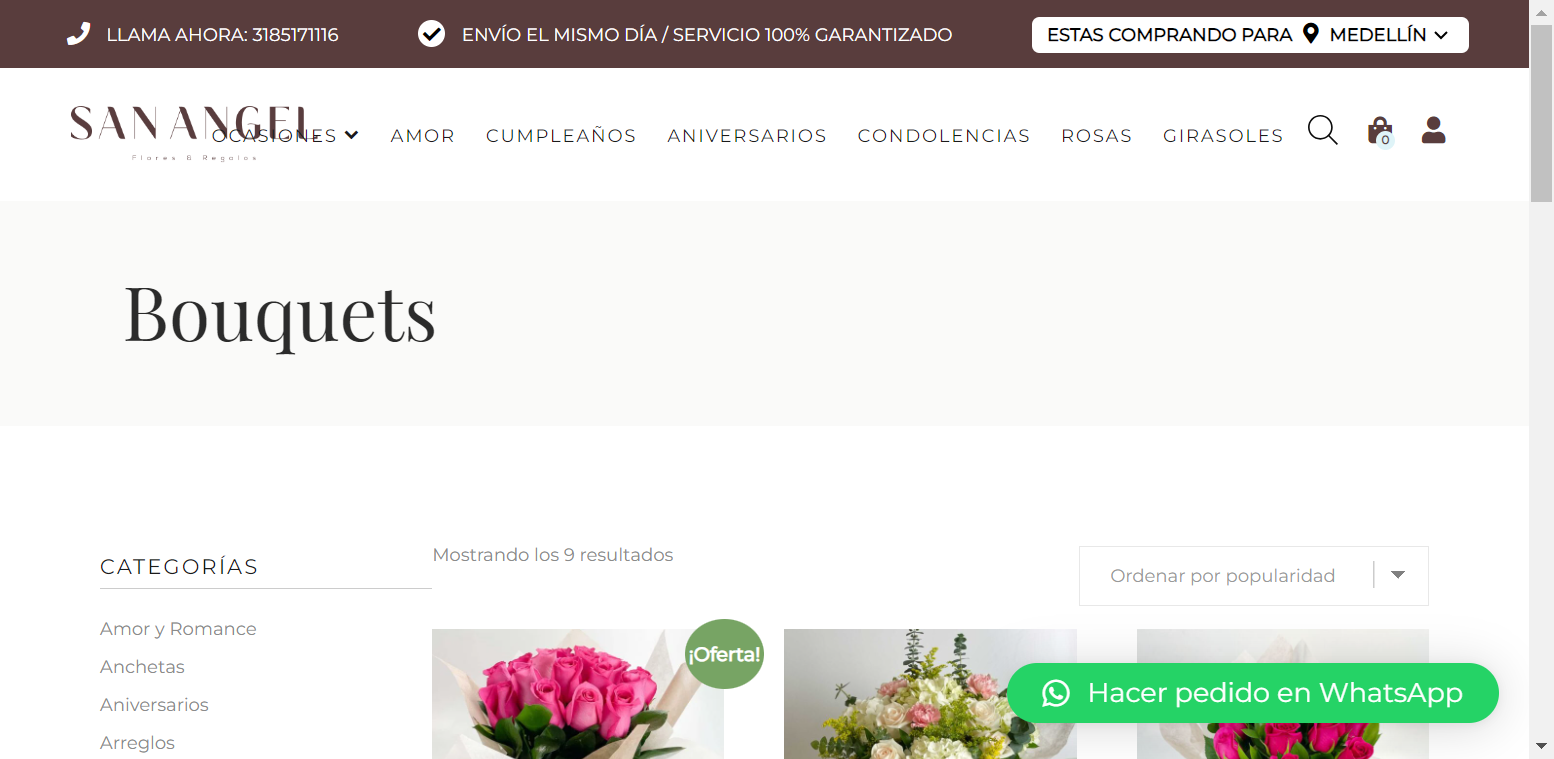 LLAMA AHORA: 3185171116
ENVÍO EL MISMO DÍA / SERVICIO 100% GARANTIZADO
ESTAS COMPRANDO PARA MEDELLÍN
SAN ANGEL
Flores & Regalos
OCASIONES
AMOR
CUMPLEAÑOS
ANIVERSARIOS
CONDOLENCIAS
ROSAS
GIRASOLES
0
Bouquets
CATEGORÍAS
Amor y Romance
Anchetas
Aniversarios
Arreglos
Mostrando los 9 resultados
Ordenar por popularidad
¡Oferta!
Hacer pedido en WhatsApp